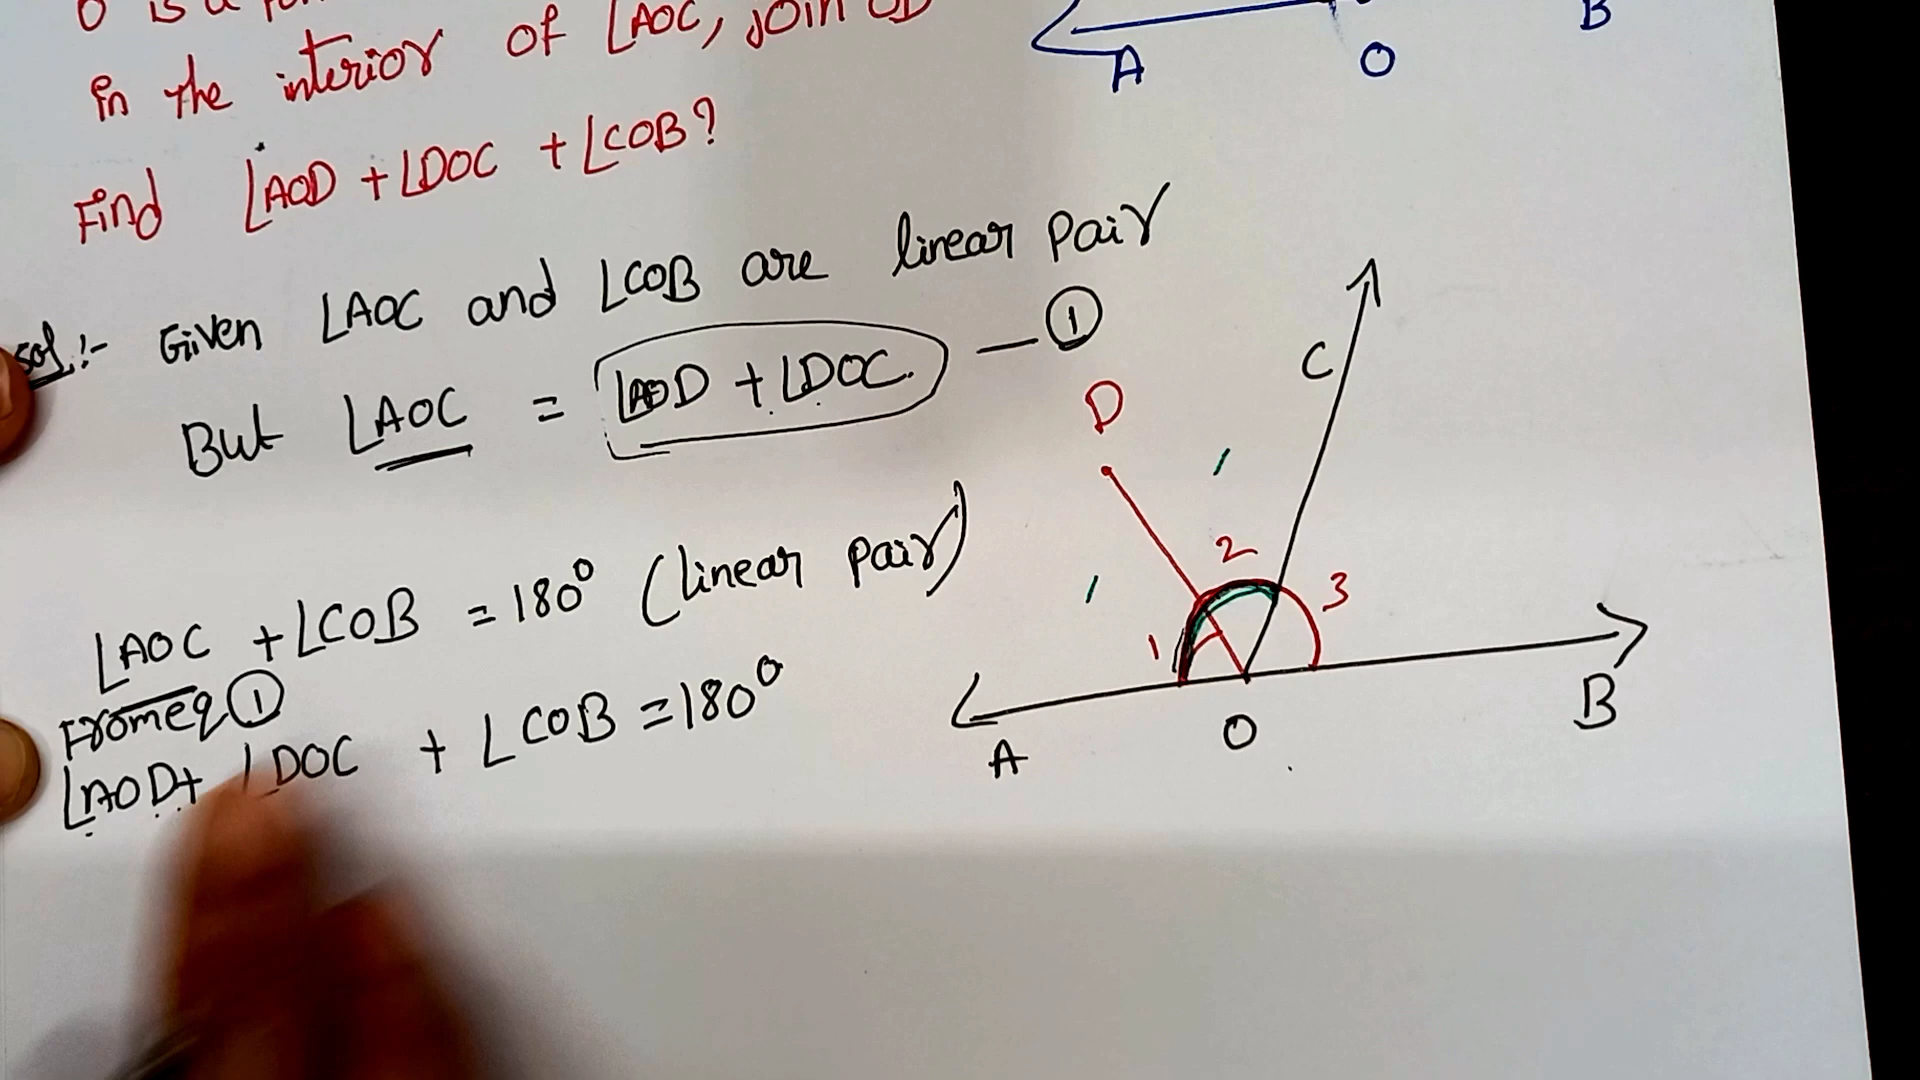 is a
in the interior of ∠AOC, join OD
Find ∠AOD + ∠DOC + ∠COB?
Sol:- Given ∠AOC and ∠COB are linear pair
But ∠AOC = ∠AOD + ∠DOC. — ①
∠AOC + ∠COB = 180° (linear pair)
From eq ①
∠AOD + ∠DOC + ∠COB = 180°
A
O
B
D
C
2
3
1
A
O
B